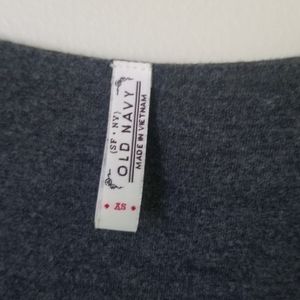 {SF · NY}
OLD NAVY
MADE IN VIETNAM
XS